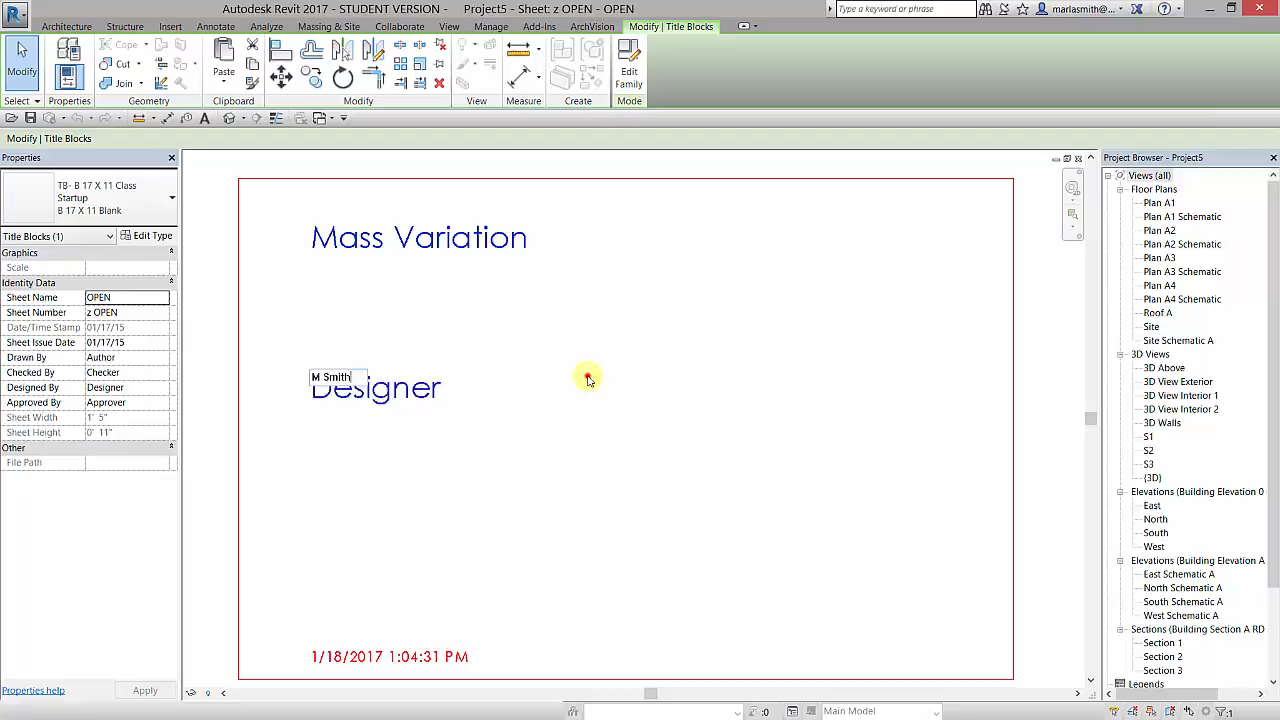 Autodesk Revit 2017 - STUDENT VERSION - Project5 - Sheet: z OPEN - OPEN
Type a keyword or phrase
marlasmith@...
Architecture Structure Insert Annotate Analyze Massing & Site Collaborate View Manage Add-Ins ArchVision Modify | Title Blocks
Modify
Cope
Cut
Join
Paste
Edit
Family
Select Properties Geometry Clipboard Modify View Measure Create Mode
Modify | Title Blocks
Properties
TB- B 17 X 11 Class
Startup
B 17 X 11 Blank
Title Blocks (1) Edit Type
Graphics
Scale
Identity Data
Sheet Name OPEN
Sheet Number z OPEN
Date/Time Stamp 01/17/15
Sheet Issue Date 01/17/15
Drawn By Author
Checked By Checker
Designed By Designer
Approved By Approver
Sheet Width 1' 5"
Sheet Height 0' 11"
Other
File Path
Properties help
Apply
Mass Variation
M Smith
Designer
1/18/2017 1:04:31 PM
Project Browser - Project5
Views (all)
Floor Plans
Plan A1
Plan A1 Schematic
Plan A2
Plan A2 Schematic
Plan A3
Plan A3 Schematic
Plan A4
Plan A4 Schematic
Roof A
Site
Site Schematic A
3D Views
3D Above
3D View Exterior
3D View Interior 1
3D View Interior 2
3D Walls
S1
S2
S3
{3D}
Elevations (Building Elevation 0
East
North
South
West
Elevations (Building Elevation A
East Schematic A
North Schematic A
South Schematic A
West Schematic A
Sections (Building Section A RD
Section 1
Section 2
Section 3
Legends
:0
Main Model
:1